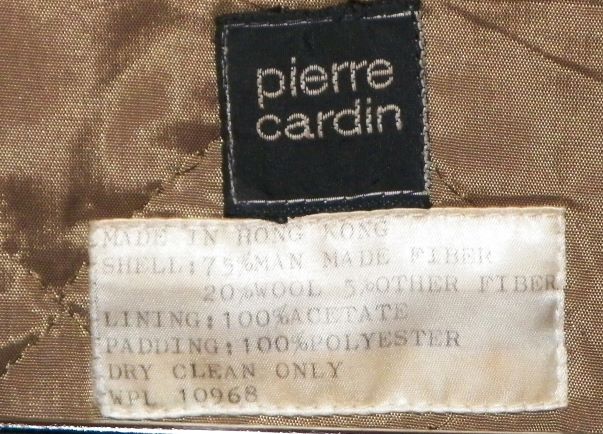 pierre
cardin
MADE IN HONG KONG
SHELL:75%MAN MADE FIBER
20%WOOL 5%OTHER FIBER
LINING:100%ACETATE
PADDING:100%POLYESTER
DRY CLEAN ONLY
WPL 10968